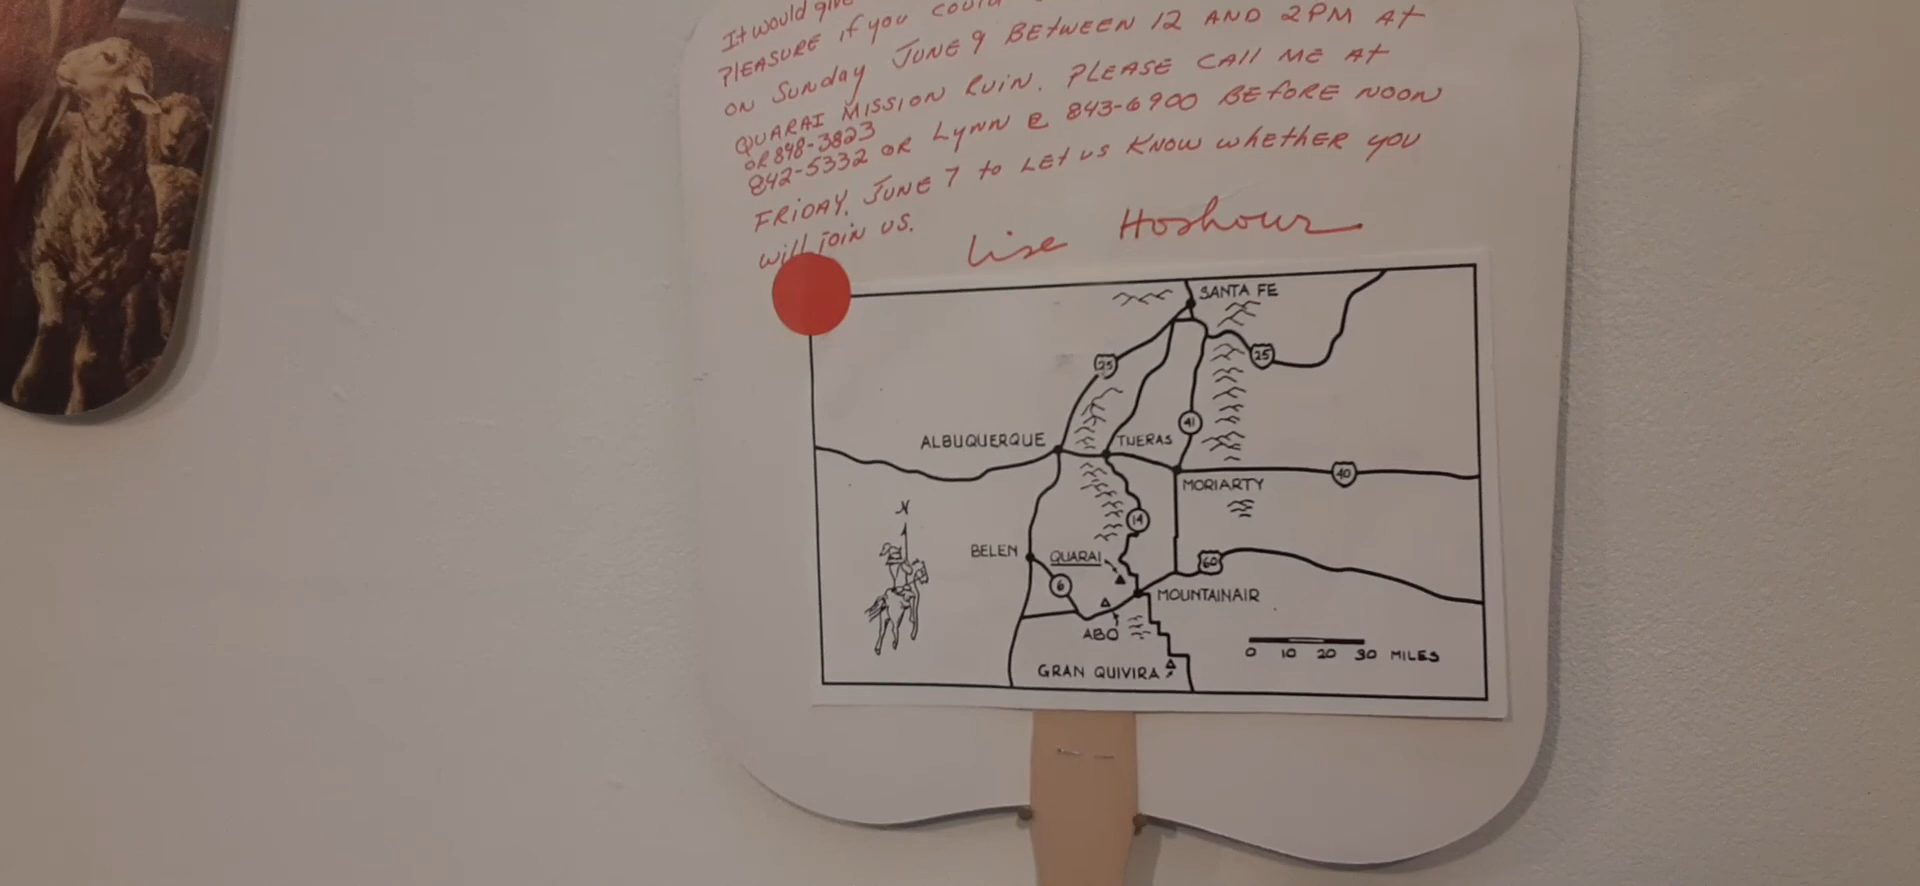 It would give
PLEASURE if you could
ON SUNday JUNE 9 BEtWEEN 12 AND 2PM At
QUARAI MISSION RUIN. PLEASE CAll ME At
OR 848-3823
842-5332 OR LYNN @ 843-6900 BEfORE NOON
FRiDAY, JUNE 7 to LEt US KNOW whEthER YOU
will join US.
Lise Hoshour
SANTA FE
25
25
41
ALBUQUERQUE
TIJERAS
40
MORIARTY
N
14
BELEN
QUARAI
60
6
MOUNTAINAIR
ABO
0 10 20 30 MILES
GRAN QUIVIRA